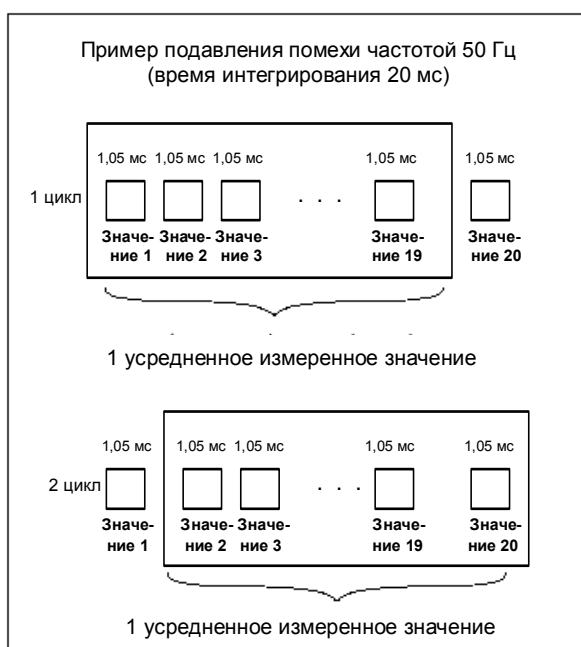 Пример подавления помехи частотой 50 Гц
(время интегрирования 20 мс)
1,05 мс 1,05 мс 1,05 мс 1,05 мс 1,05 мс
1 цикл . . .
Значе- Значе- Значе- Значе- Значе-
ние 1 ние 2 ние 3 ние 19 ние 20
1 усредненное измеренное значение
1,05 мс 1,05 мс 1,05 мс 1,05 мс 1,05 мс
2 цикл . . .
Значе- Значе- Значе- Значе- Значе-
ние 1 ние 2 ние 3 ние 19 ние 20
1 усредненное измеренное значение